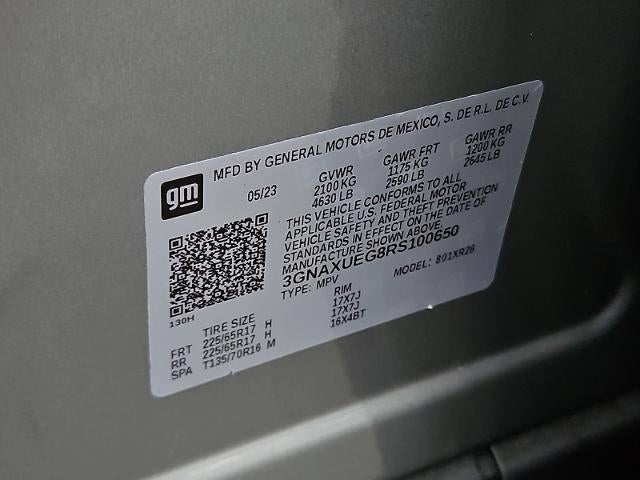 gm
MFD BY GENERAL MOTORS DE MEXICO, S. DE R.L. DE C.V.
05/23 GVWR GAWR FRT GAWR RR
2100 KG 1175 KG 1200 KG
4630 LB 2590 LB 2645 LB
THIS VEHICLE CONFORMS TO ALL
APPLICABLE U.S. FEDERAL MOTOR
VEHICLE SAFETY AND THEFT PREVENTION
STANDARDS IN EFFECT ON THE DATE OF
MANUFACTURE SHOWN ABOVE.
3GNAXUEG8RS100650
TYPE: MPV MODEL: 801XR26
130H
TIRE SIZE RIM
FRT 225/65R17 H 17X7J
RR 225/65R17 H 17X7J
SPA T135/70R16 M 16X4BT